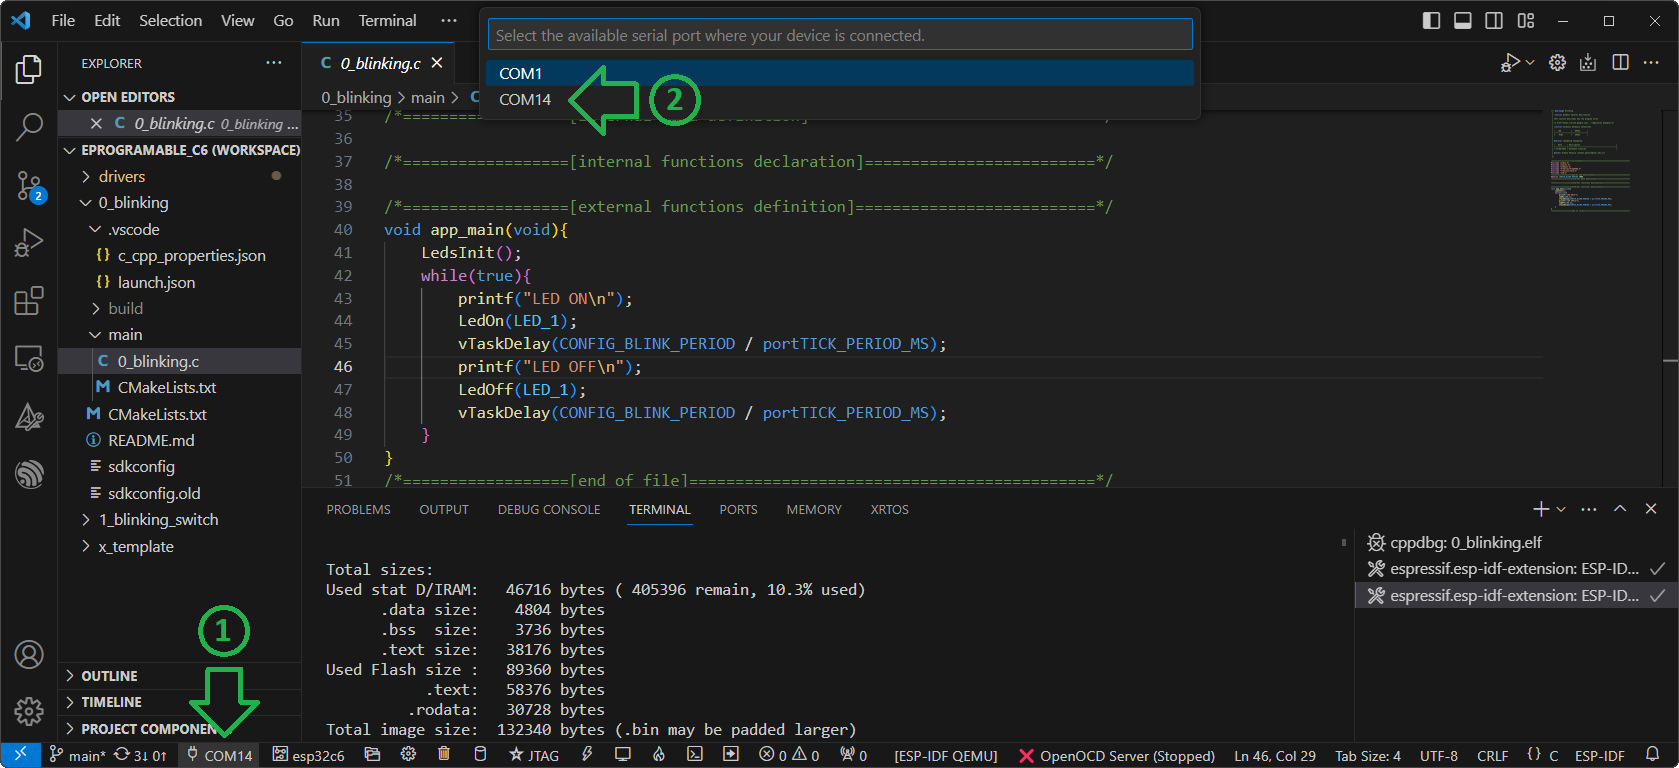 File Edit Selection View Go Run Terminal ···
Select the available serial port where your device is connected.
COM1
COM14
2
EXPLORER
OPEN EDITORS
0_blinking.c 0_blinking ...
EPROGRAMABLE_C6 (WORKSPACE)
drivers
0_blinking
.vscode
{} c_cpp_properties.json
{} launch.json
build
main
C 0_blinking.c
M CMakeLists.txt
M CMakeLists.txt
README.md
sdkconfig
sdkconfig.old
1_blinking_switch
x_template
OUTLINE
TIMELINE
PROJECT COMPONEN
1
2
C 0_blinking.c
0_blinking > main > C
35 /*==================
36
37 /*==================[internal functions declaration]=========================*/
38
39 /*==================[external functions definition]==========================*/
40 void app_main(void){
41 LedsInit();
42 while(true){
43 printf("LED ON\n");
44 LedOn(LED_1);
45 vTaskDelay(CONFIG_BLINK_PERIOD / portTICK_PERIOD_MS);
46 printf("LED OFF\n");
47 LedOff(LED_1);
48 vTaskDelay(CONFIG_BLINK_PERIOD / portTICK_PERIOD_MS);
49 }
50 }
51 /*==================[end of file]============================================*/
PROBLEMS OUTPUT DEBUG CONSOLE TERMINAL PORTS MEMORY XRTOS
Total sizes:
Used stat D/IRAM: 46716 bytes ( 405396 remain, 10.3% used)
.data size: 4804 bytes
.bss size: 3736 bytes
.text size: 38176 bytes
Used Flash size : 89360 bytes
.text: 58376 bytes
.rodata: 30728 bytes
Total image size: 132340 bytes (.bin may be padded larger)
cppdbg: 0_blinking.elf
espressif.esp-idf-extension: ESP-ID...
espressif.esp-idf-extension: ESP-ID...
main* 3↓ 0↑ COM14 esp32c6 JTAG 0 0 0 [ESP-IDF QEMU] OpenOCD Server (Stopped) Ln 46, Col 29 Tab Size: 4 UTF-8 CRLF {} C ESP-IDF